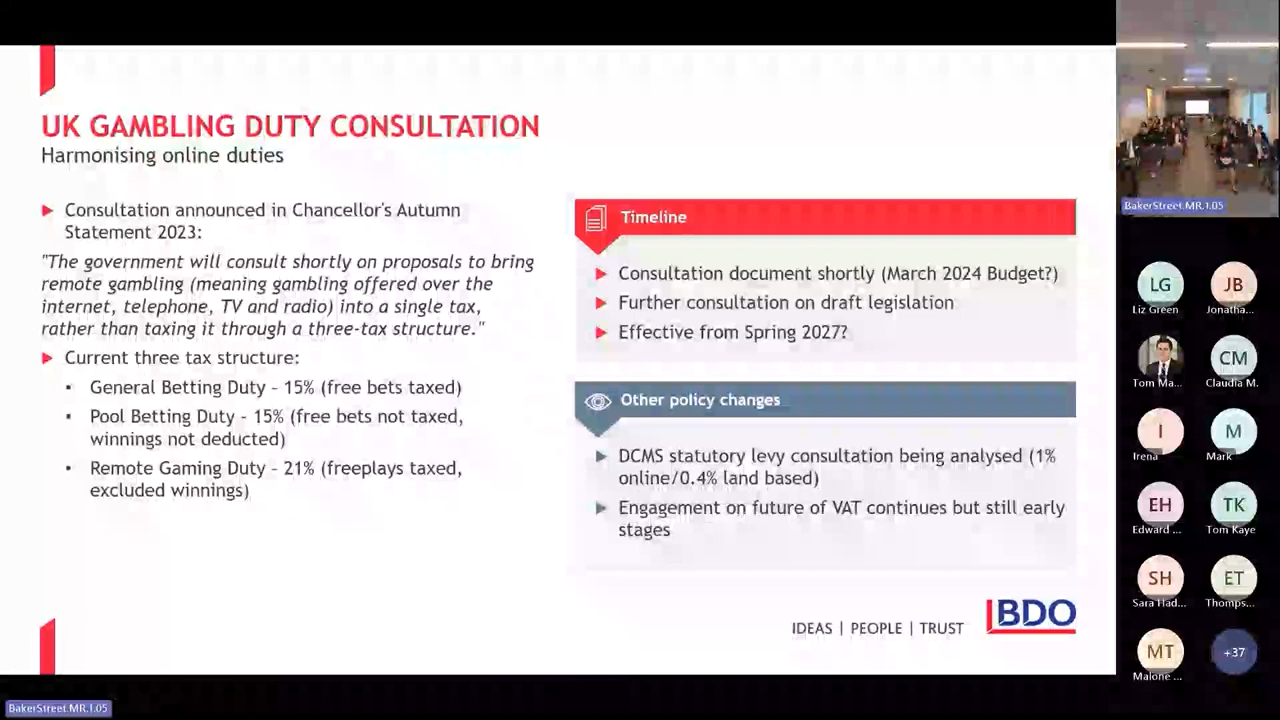 UK GAMBLING DUTY CONSULTATION
Harmonising online duties
► Consultation announced in Chancellor's Autumn
Statement 2023:
"The government will consult shortly on proposals to bring
remote gambling (meaning gambling offered over the
internet, telephone, TV and radio) into a single tax,
rather than taxing it through a three-tax structure."
► Current three tax structure:
▪ General Betting Duty – 15% (free bets taxed)
▪ Pool Betting Duty – 15% (free bets not taxed,
winnings not deducted)
▪ Remote Gaming Duty – 21% (freeplays taxed,
excluded winnings)
Timeline
► Consultation document shortly (March 2024 Budget?)
► Further consultation on draft legislation
► Effective from Spring 2027?
Other policy changes
► DCMS statutory levy consultation being analysed (1%
online/0.4% land based)
► Engagement on future of VAT continues but still early
stages
IDEAS | PEOPLE | TRUST
BDO
BakerStreet.MR.1.05
LG
Liz Green
JB
Jonatha...
Tom Ma...
CM
Claudia M.
I
Irena
M
Mark
EH
Edward ...
TK
Tom Kaye
SH
Sara Had...
ET
Thomps...
MT
Malone ...
+37
BakerStreet.MR.1.05